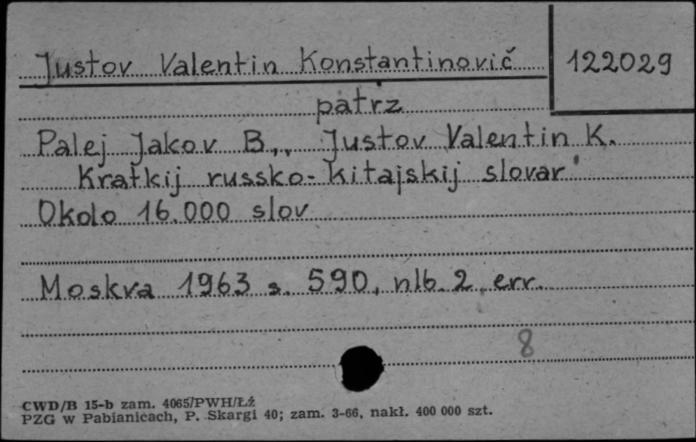 Justov Valentin Konstantinovič
122029
patrz
Palej Jakov B., Justov Valentin K.
Kratkij russko-kitajskij slovar'
Okolo 16.000 slov
Moskva 1963 s. 590, nlb. 2 err.
8
CWD/B 15-b zam. 4065/PWH/Łź
PZG w Pabianicach, P. Skargi 40; zam. 3-66, nakł. 400 000 szt.